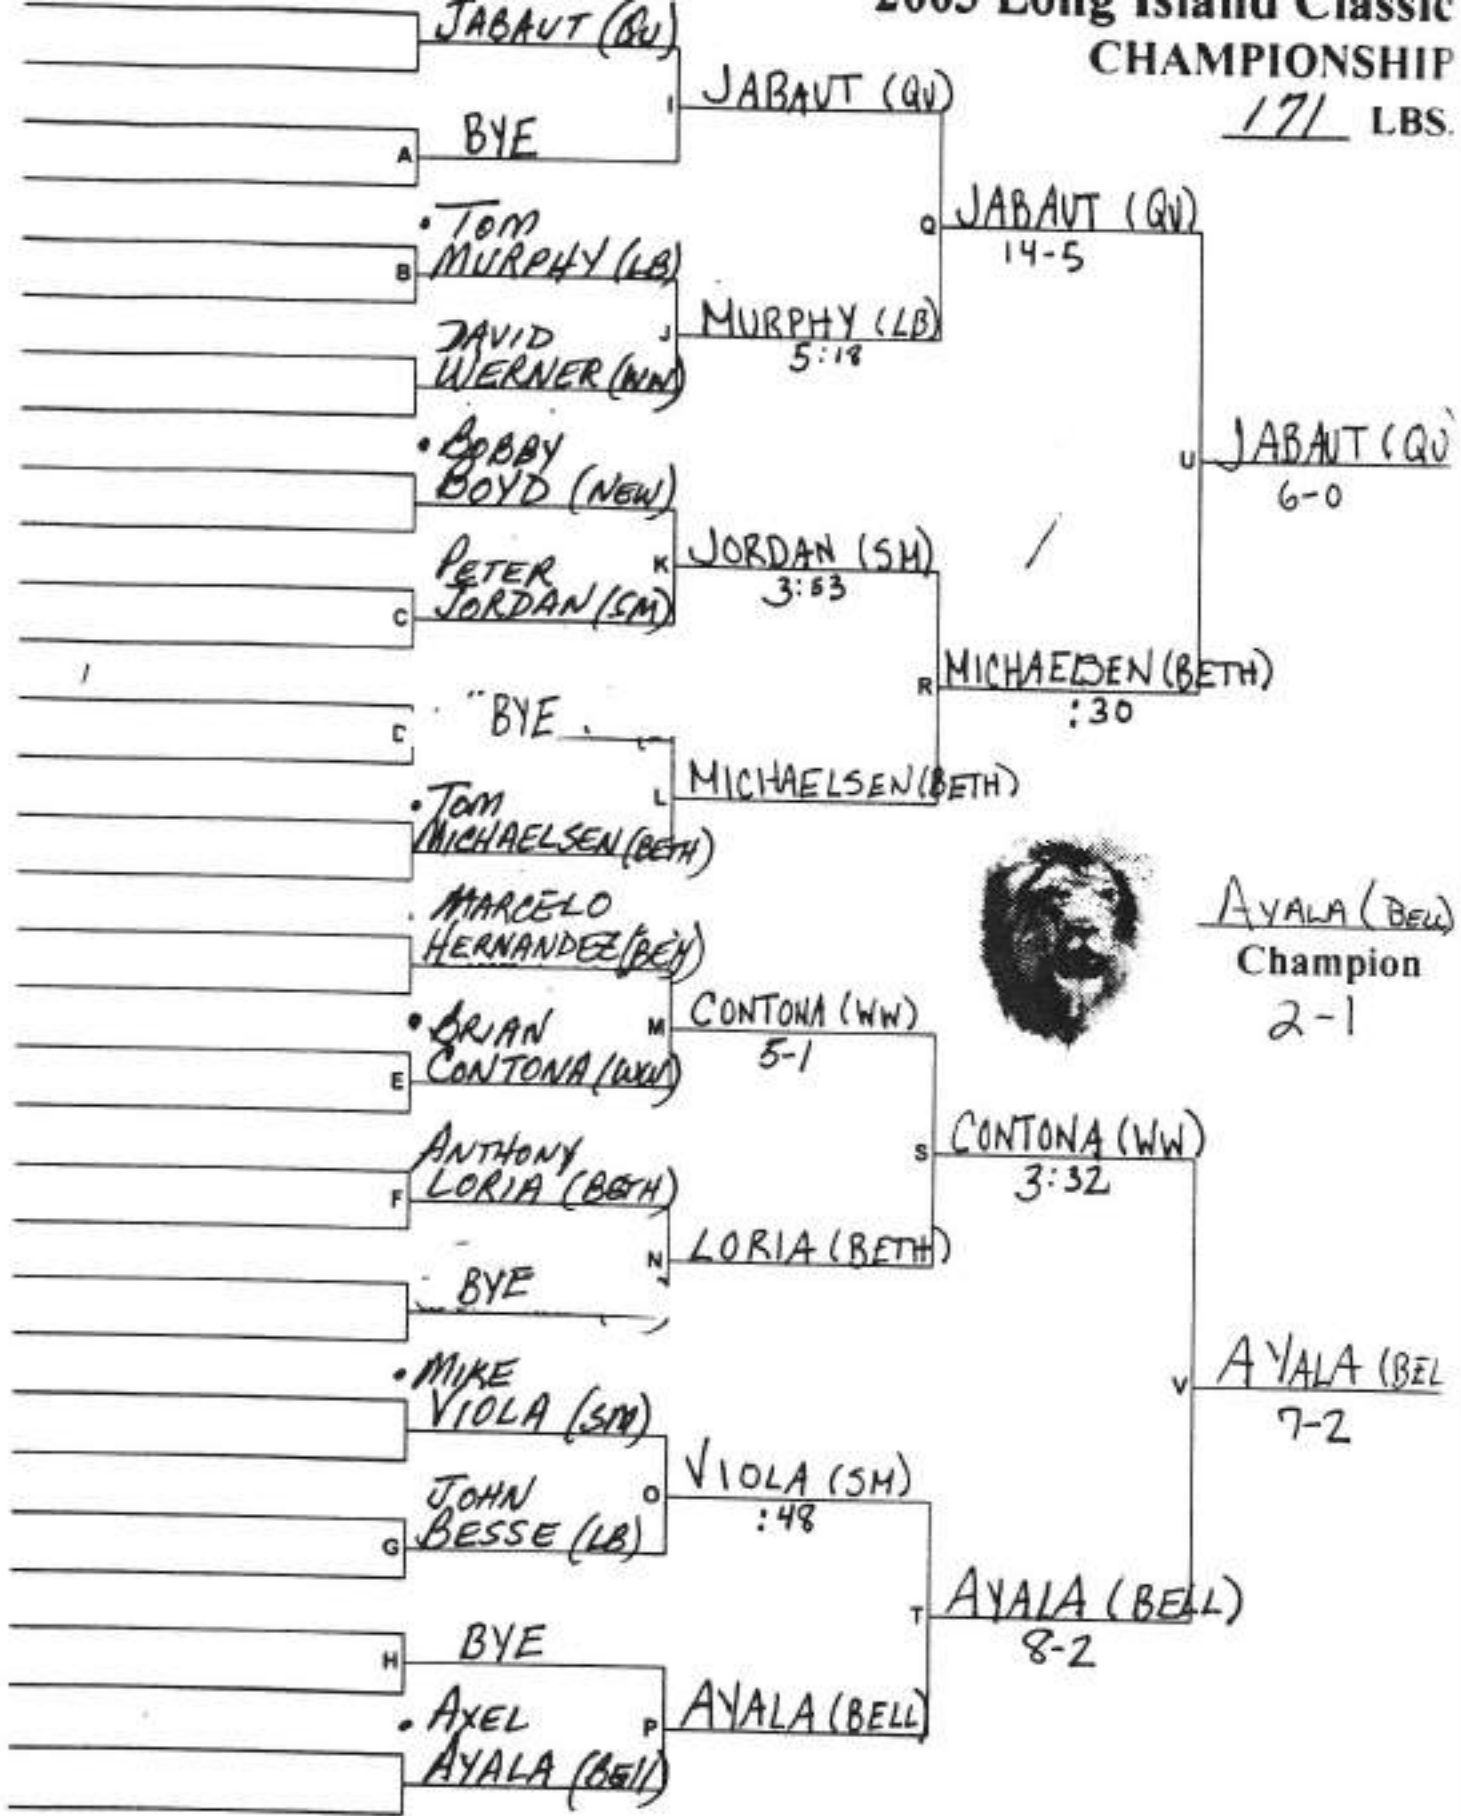 2005 Long Island Classic
CHAMPIONSHIP
171 LBS.
JABAUT (QU)
I JABAUT (QU)
A BYE
Q JABAUT (QU)
14-5
• TOM
B MURPHY (LB)
J MURPHY (LB)
5:18
DAVID
WERNER (WW)
U JABAUT (QU
6-0
• BOBBY
BOYD (NEW)
K JORDAN (SM)
3:53
PETER
C JORDAN (SM)
R MICHAELSEN (BETH)
:30
D BYE
L MICHAELSEN (BETH)
• TOM
MICHAELSEN (BETH)
AYALA (BELL)
Champion
2-1
MARCELO
HERNANDEZ
M CONTONA (WW)
5-1
• BRIAN
E CONTONA (WW)
S CONTONA (WW)
3:32
ANTHONY
F LORIA (BETH)
N LORIA (BETH)
BYE
V AYALA (BEL
7-2
• MIKE
VIOLA (SM)
O VIOLA (SM)
:48
JOHN
G BESSE (LB)
T AYALA (BELL)
8-2
H BYE
P AYALA (BELL)
• AXEL
AYALA (BELL)